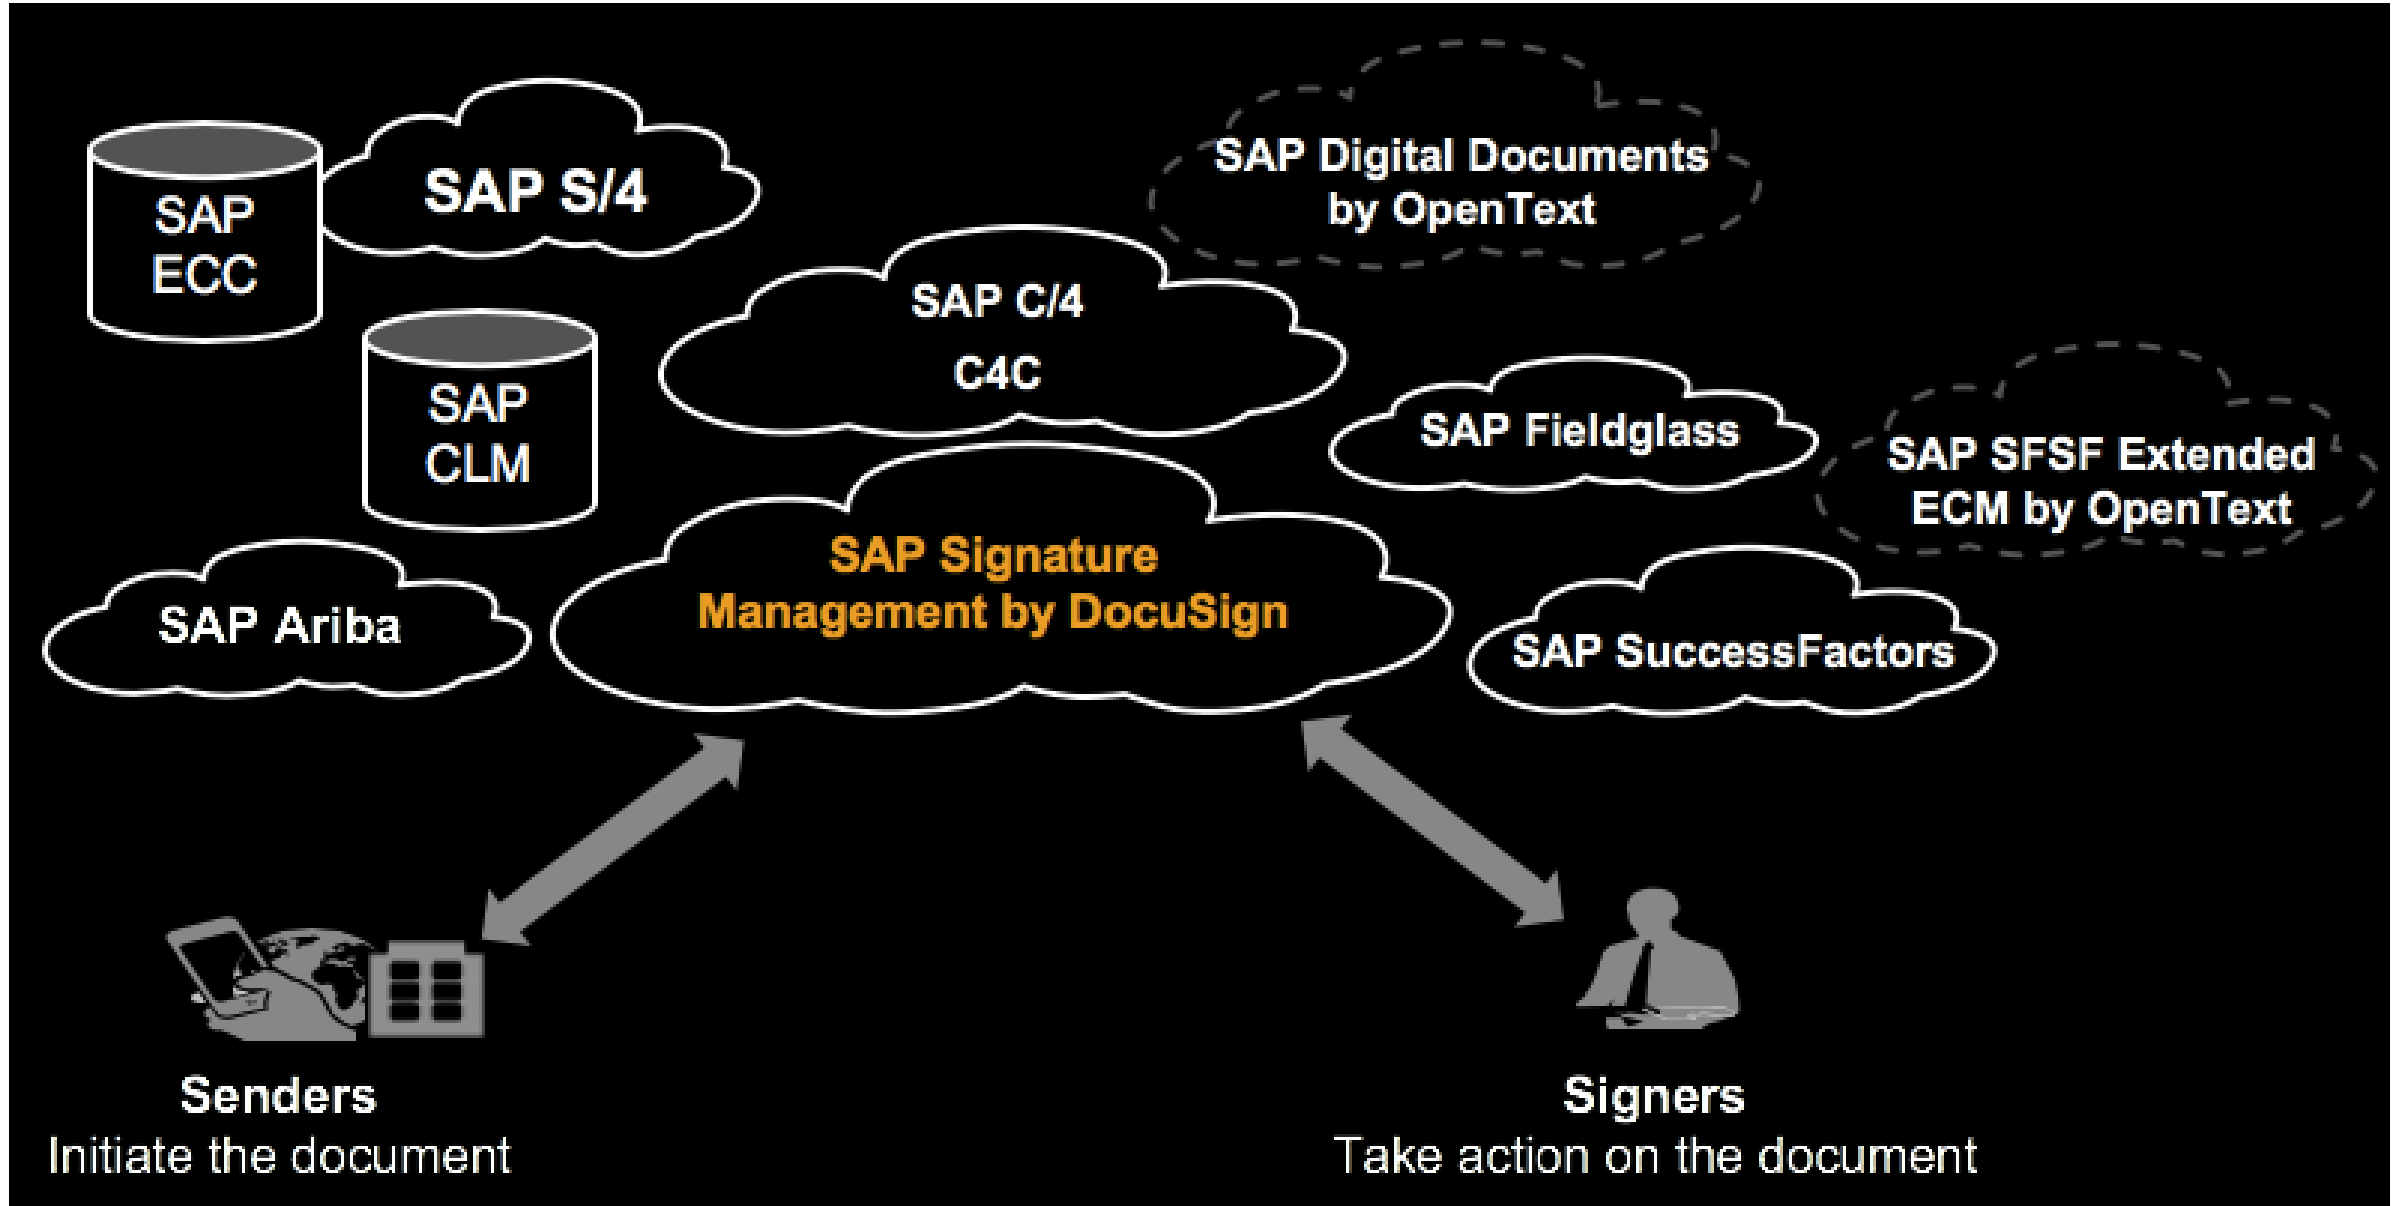 SAP
ECC
SAP S/4
SAP Digital Documents
by OpenText
SAP C/4
C4C
SAP
CLM
SAP Fieldglass
SAP SFSF Extended
ECM by OpenText
SAP Ariba
SAP Signature
Management by DocuSign
SAP SuccessFactors
Senders
Initiate the document
Signers
Take action on the document